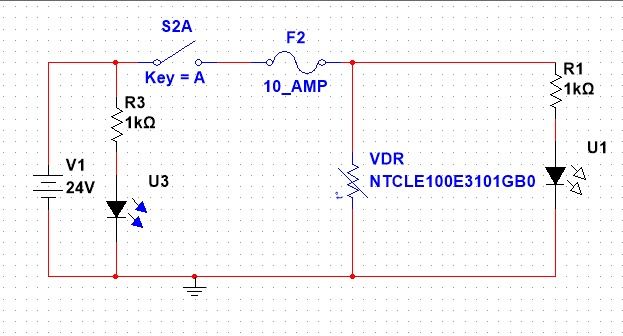 S2A
F2
Key = A
10_AMP
R1
1kΩ
R3
1kΩ
U1
VDR
V1
24V
U3
NTCLE100E3101GB0
t°